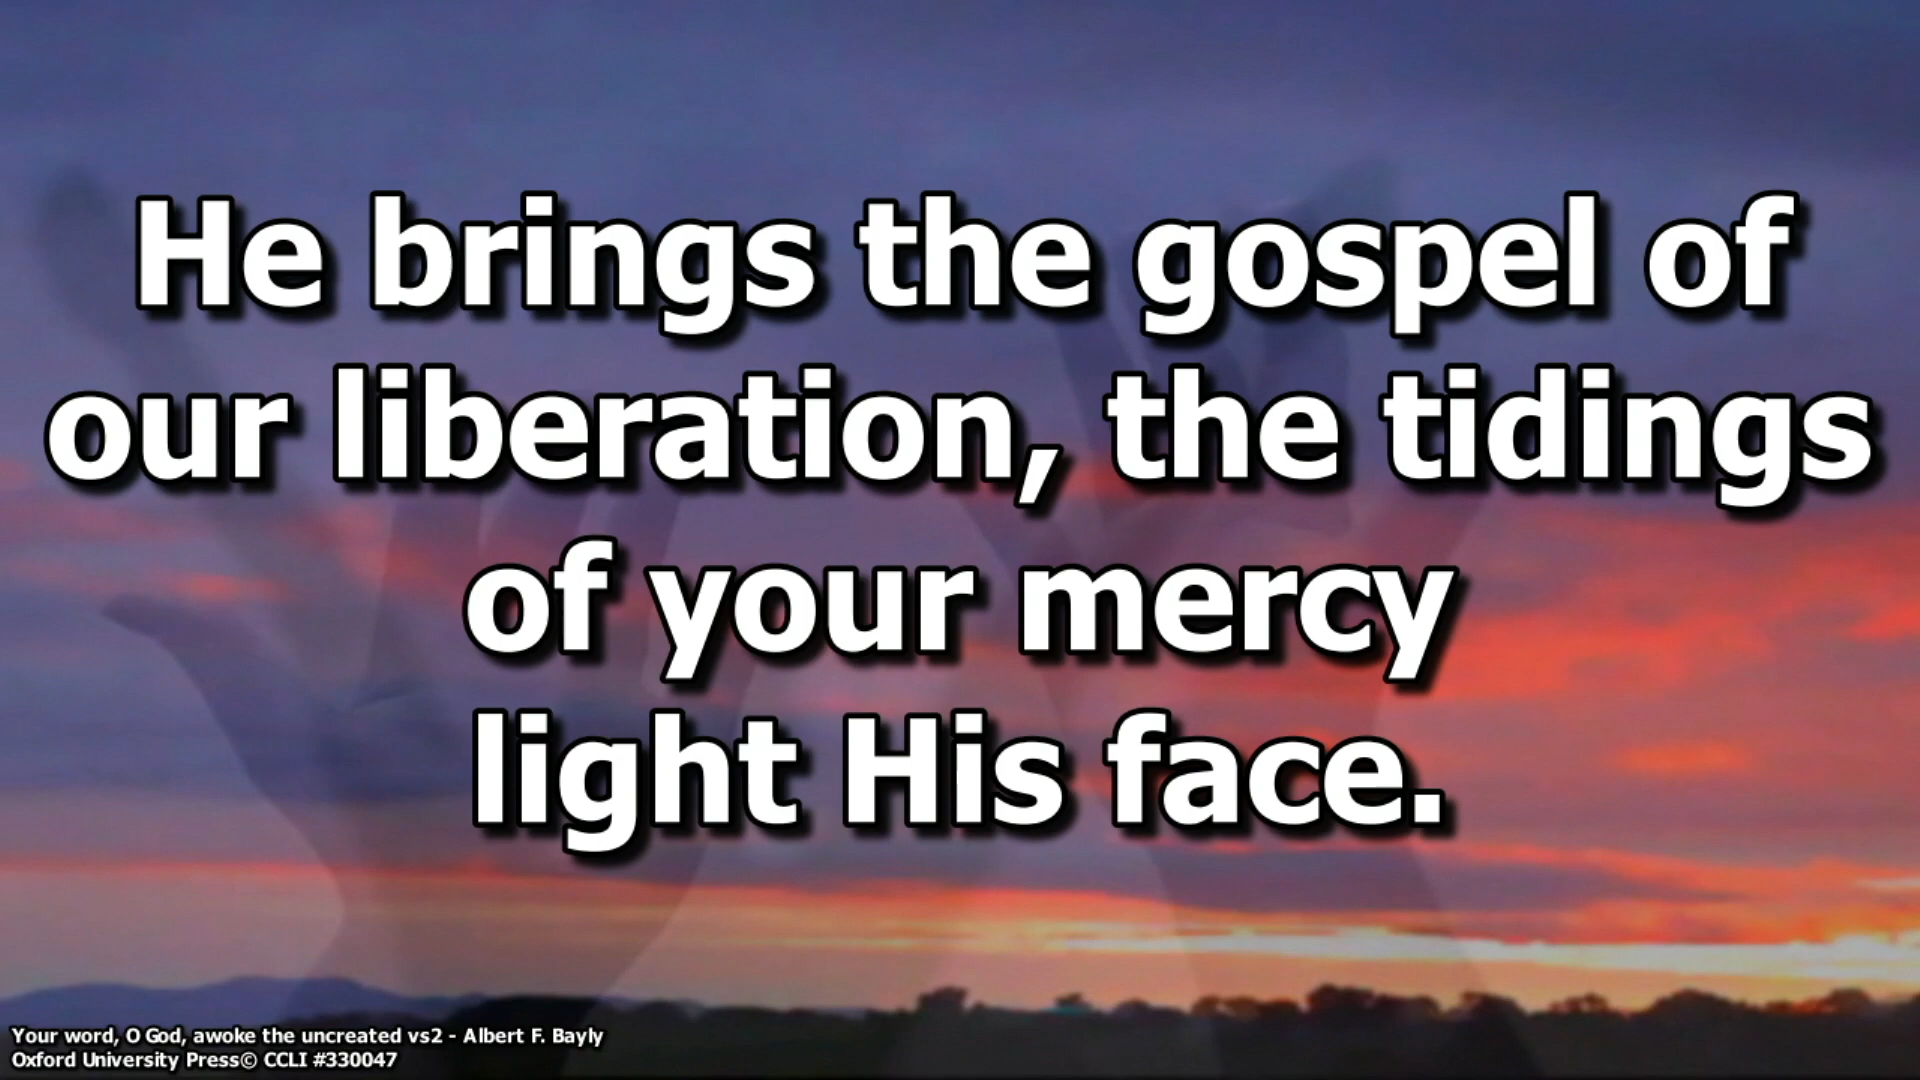 He brings the gospel of
our liberation, the tidings
of your mercy
light His face.
Your word, O God, awoke the uncreated vs2 - Albert F. Bayly
Oxford University Press© CCLI #330047